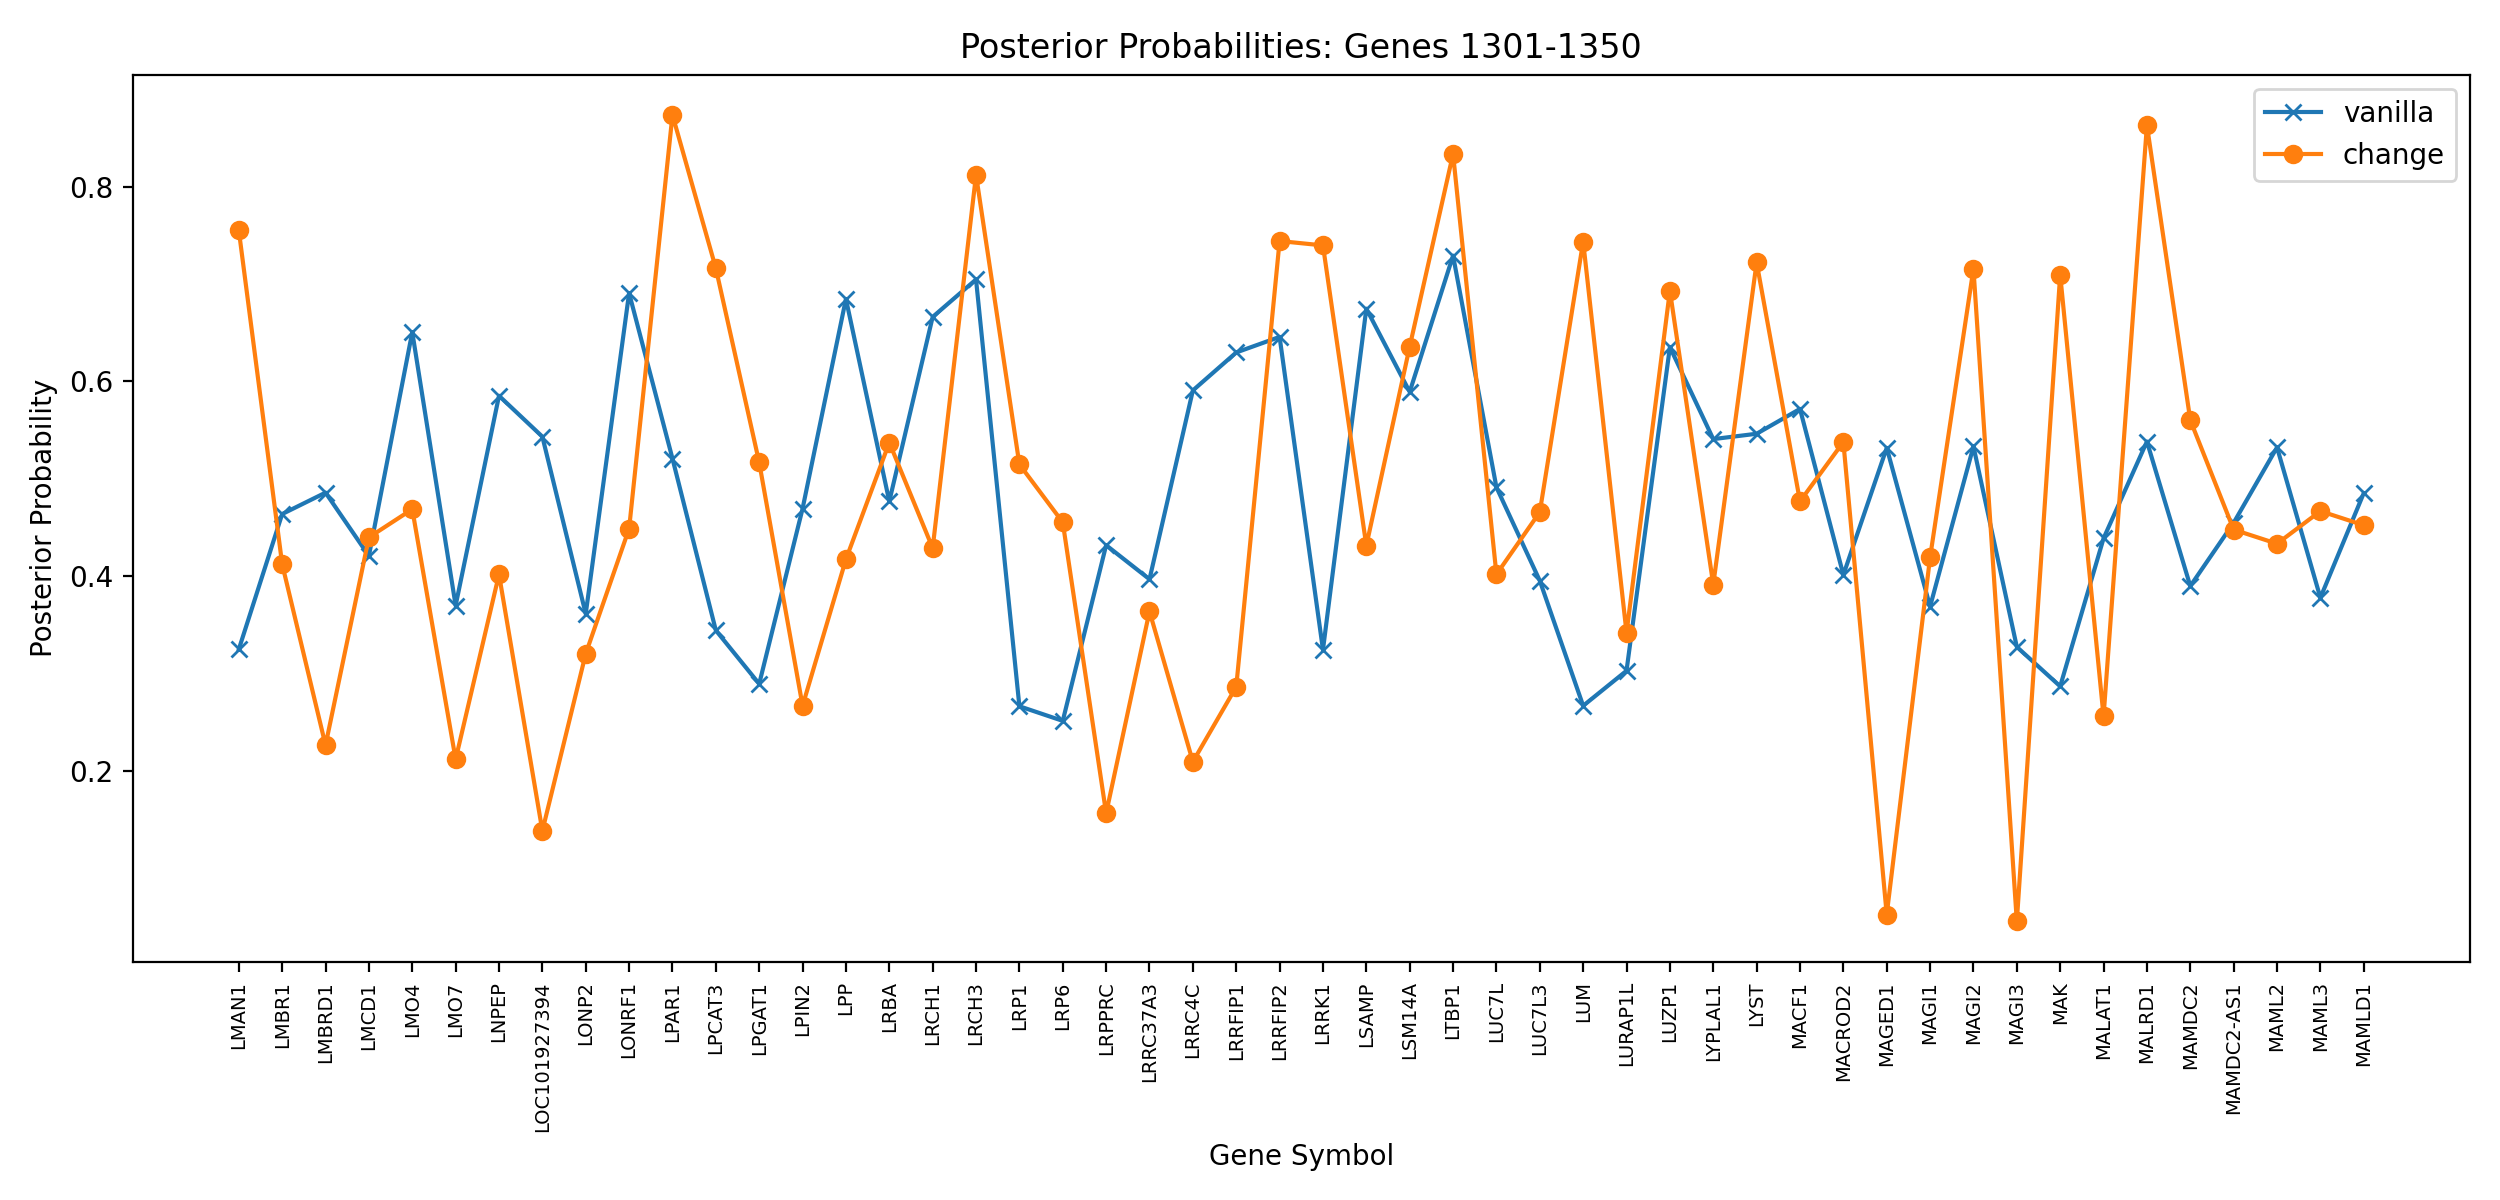 Posterior Probabilities: Genes 1301-1350
vanilla
change
Posterior Probability
0.8
0.6
0.4
0.2
LMAN1
LMBR1
LMBRD1
LMCD1
LMO4
LMO7
LNPEP
LOC101927394
LONP2
LONRF1
LPAR1
LPCAT3
LPGAT1
LPIN2
LPP
LRBA
LRCH1
LRCH3
LRP1
LRP6
LRPPRC
LRRC37A3
LRRC4C
LRRFIP1
LRRFIP2
LRRK1
LSAMP
LSM14A
LTBP1
LUC7L
LUC7L3
LUM
LURAP1L
LUZP1
LYPLAL1
LYST
MACF1
MACROD2
MAGED1
MAGI1
MAGI2
MAGI3
MAK
MALAT1
MALRD1
MAMDC2
MAMDC2-AS1
MAML2
MAML3
MAMLD1
Gene Symbol